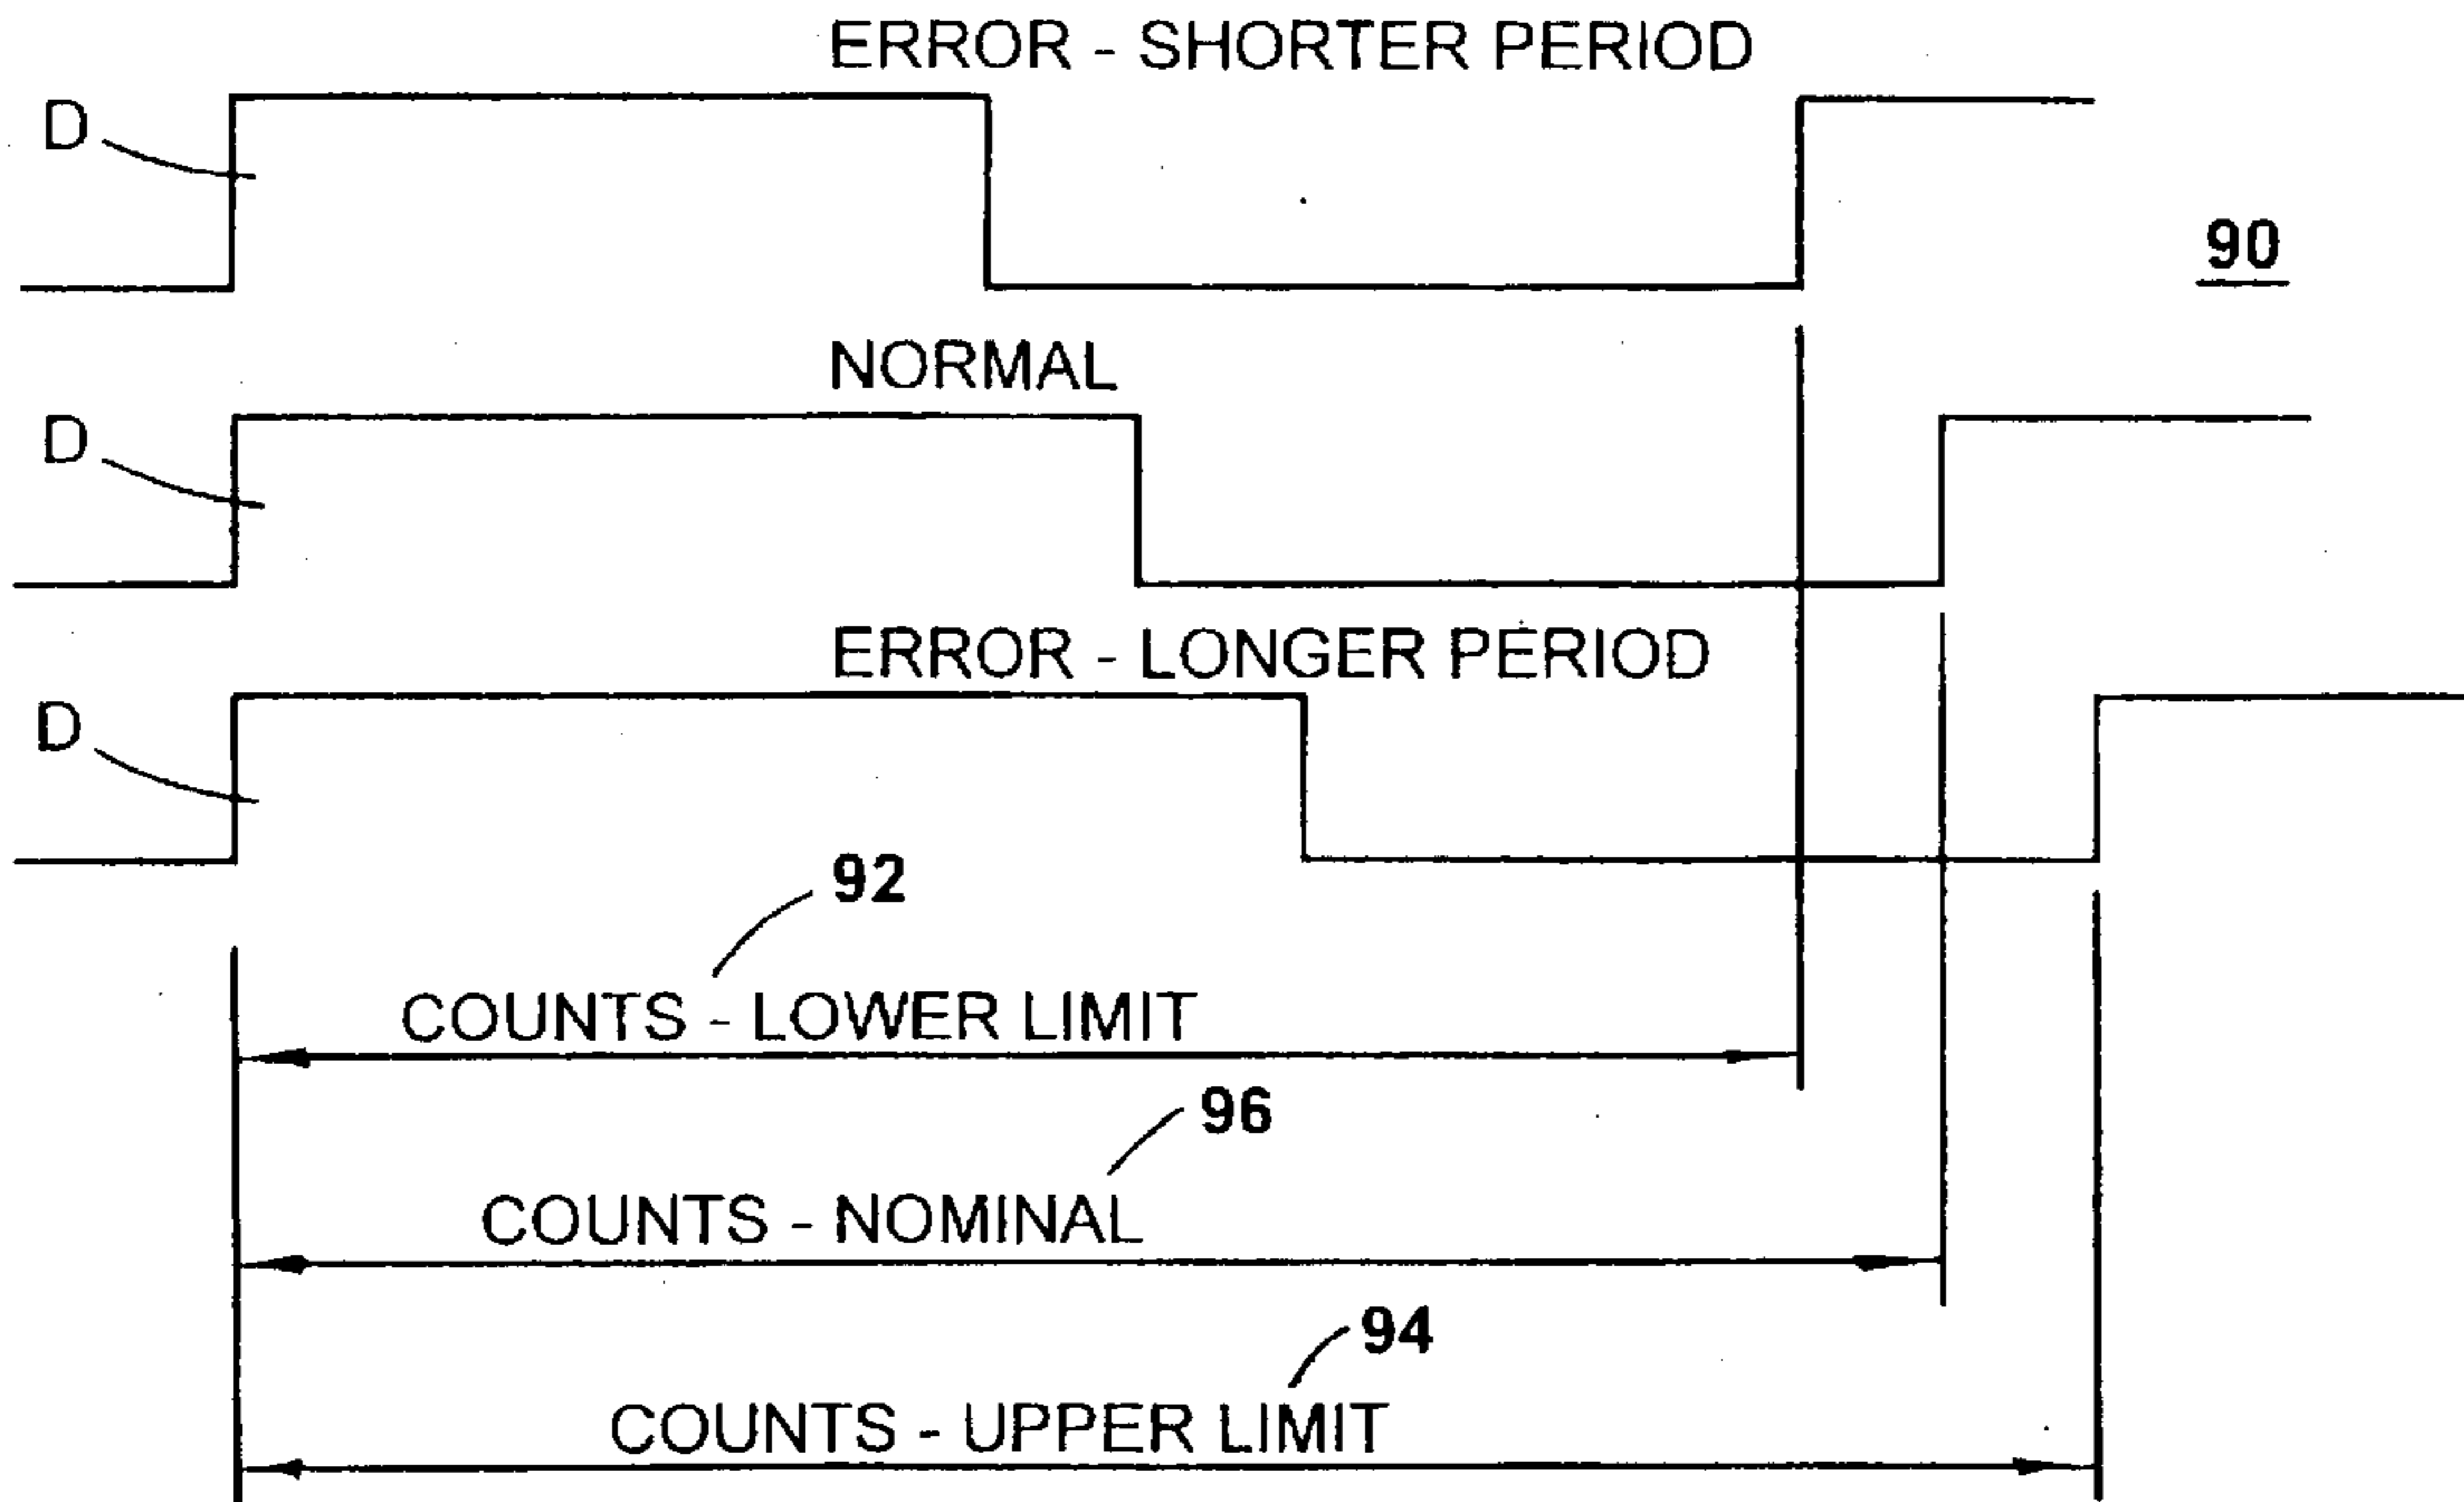 ERROR - SHORTER PERIOD
D
90
NORMAL
D
ERROR - LONGER PERIOD
D
92
COUNTS - LOWER LIMIT
96
COUNTS - NOMINAL
94
COUNTS - UPPER LIMIT